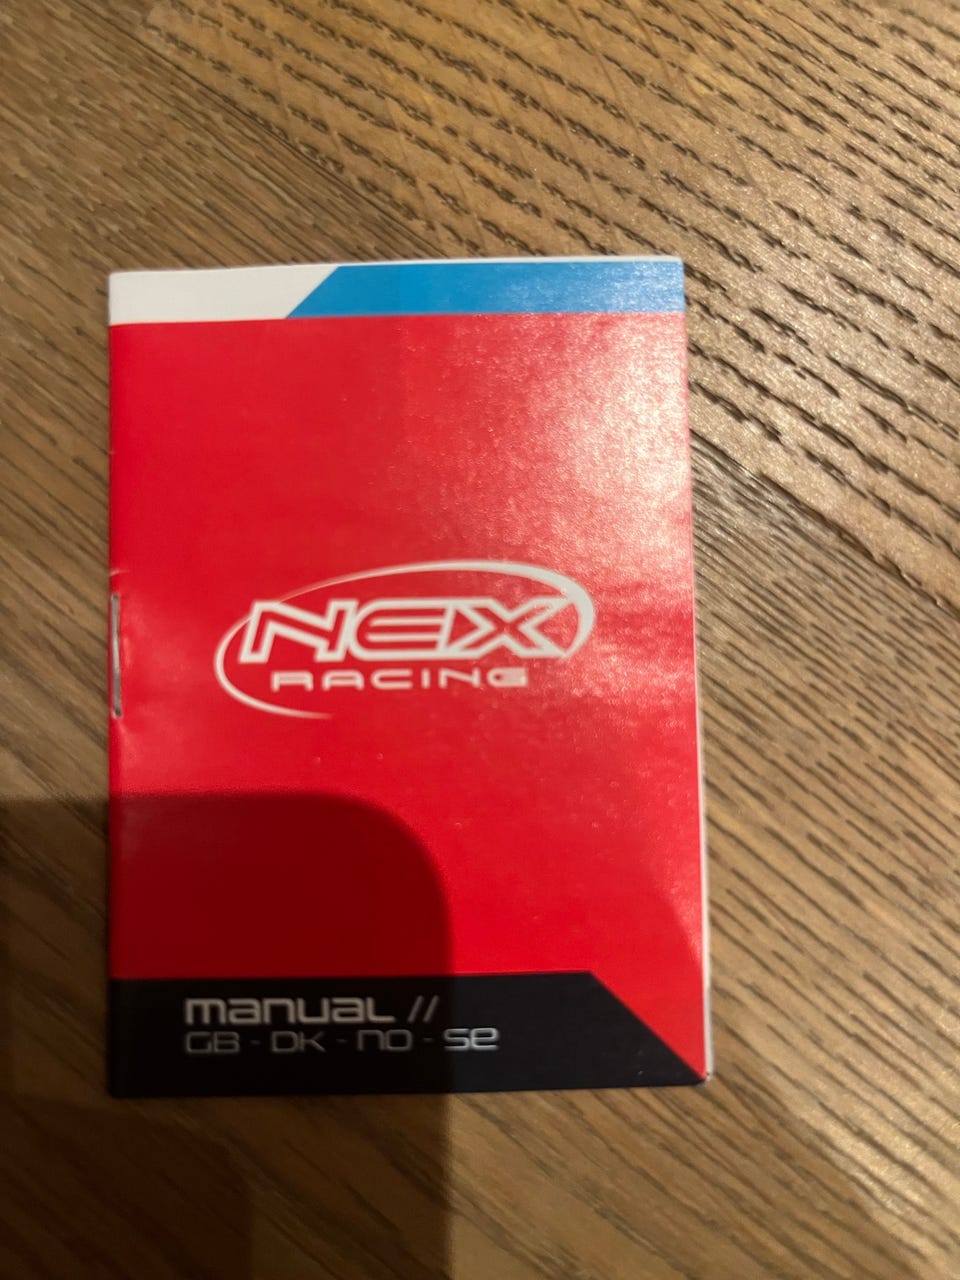 NEX
RACING
manual //
GB - DK - NO - SE